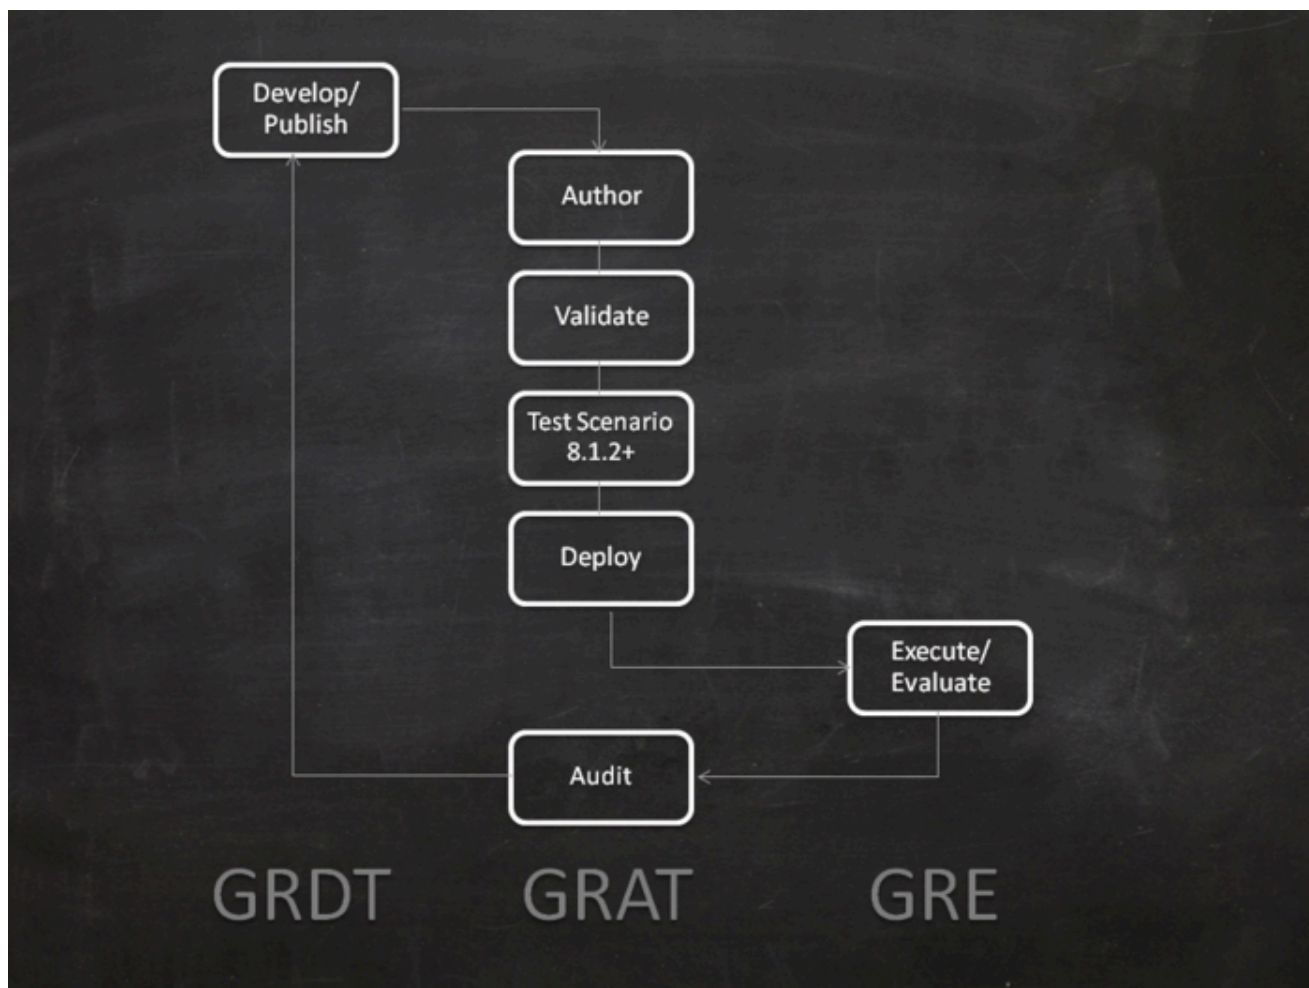 Develop/
Publish
Author
Validate
Test Scenario
8.1.2+
Deploy
Execute/
Evaluate
Audit
GRDT
GRAT
GRE